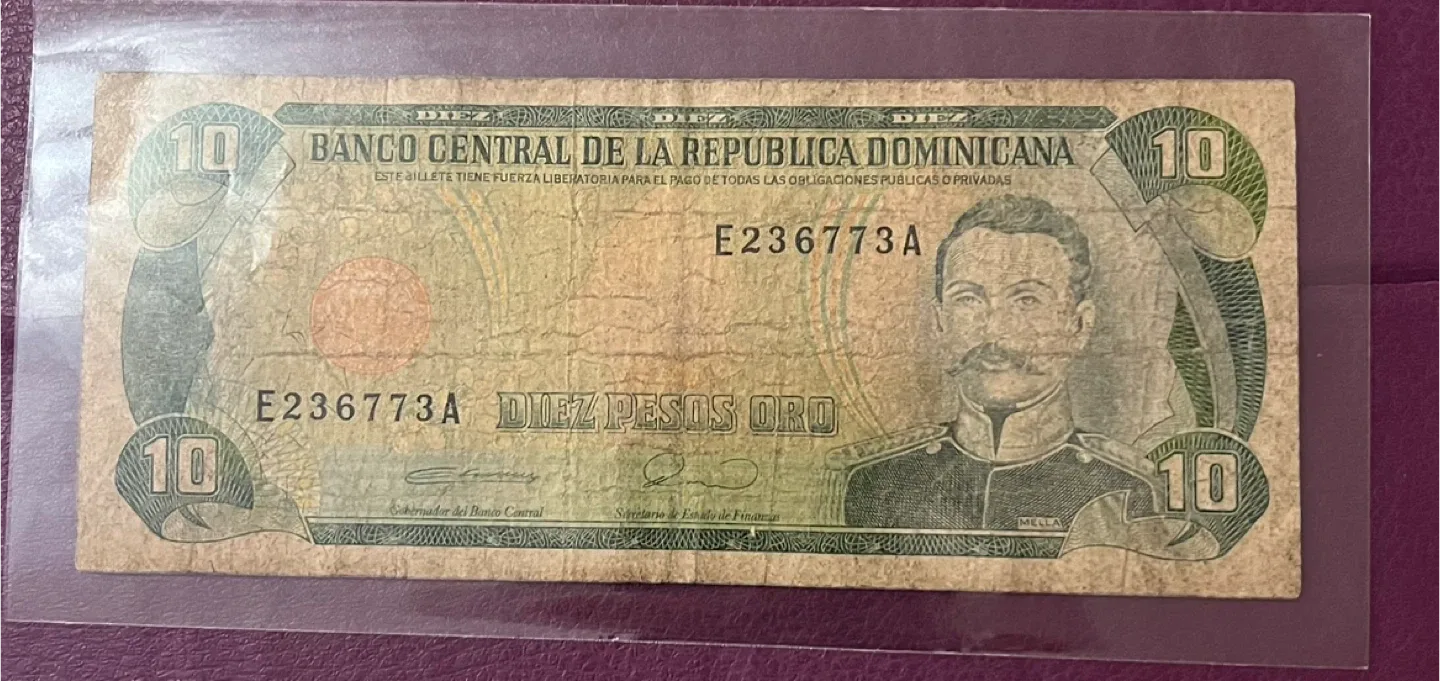 DIEZ DIEZ DIEZ
10 10
BANCO CENTRAL DE LA REPUBLICA DOMINICANA
ESTE BILLETE TIENE FUERZA LIBERATORIA PARA EL PAGO DE TODAS LAS OBLIGACIONES PUBLICAS O PRIVADAS
E236773A
E236773A
DIEZ PESOS ORO
10 10
Gobernador del Banco Central Secretario de Estado de Finanzas
MELLA